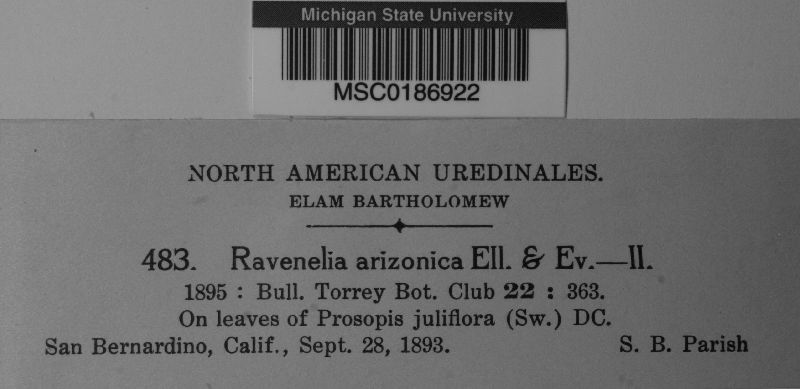 Michigan State University
MSC0186922
NORTH AMERICAN UREDINALES.
ELAM BARTHOLOMEW
483. Ravenelia arizonica Ell. & Ev.—II.
1895 : Bull. Torrey Bot. Club 22 : 363.
On leaves of Prosopis juliflora (Sw.) DC.
San Bernardino, Calif., Sept. 28, 1893. S. B. Parish